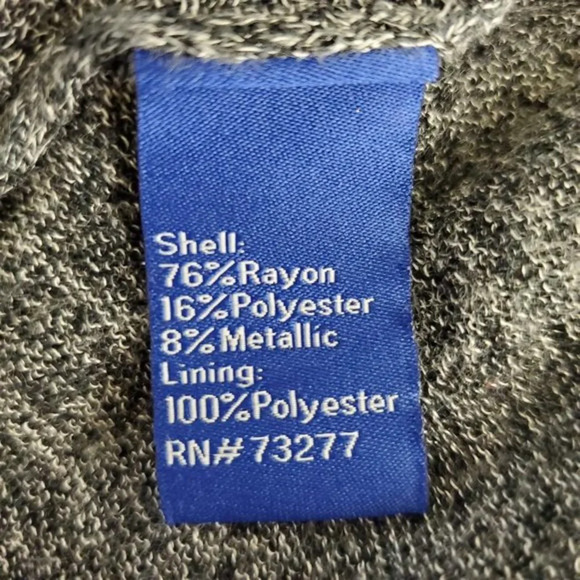 Shell:
76%Rayon
16%Polyester
8%Metallic
Lining:
100%Polyester
RN#73277